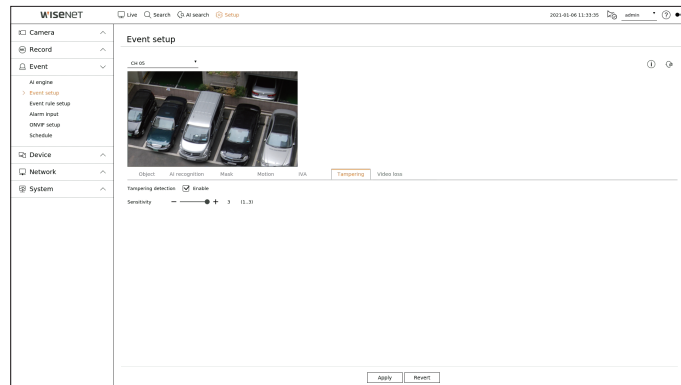 WISENET
Live Search AI search Setup
2021-01-06 11:33:35 admin
Camera
Record
Event
AI engine
Event setup
Event rule setup
Alarm input
ONVIF setup
Schedule
Device
Network
System
Event setup
CH 05
Object AI recognition Mask Motion IVA Tampiring Video loss
Tampering detection Enable
Sensitivity 3 (1..3)
Apply Revert